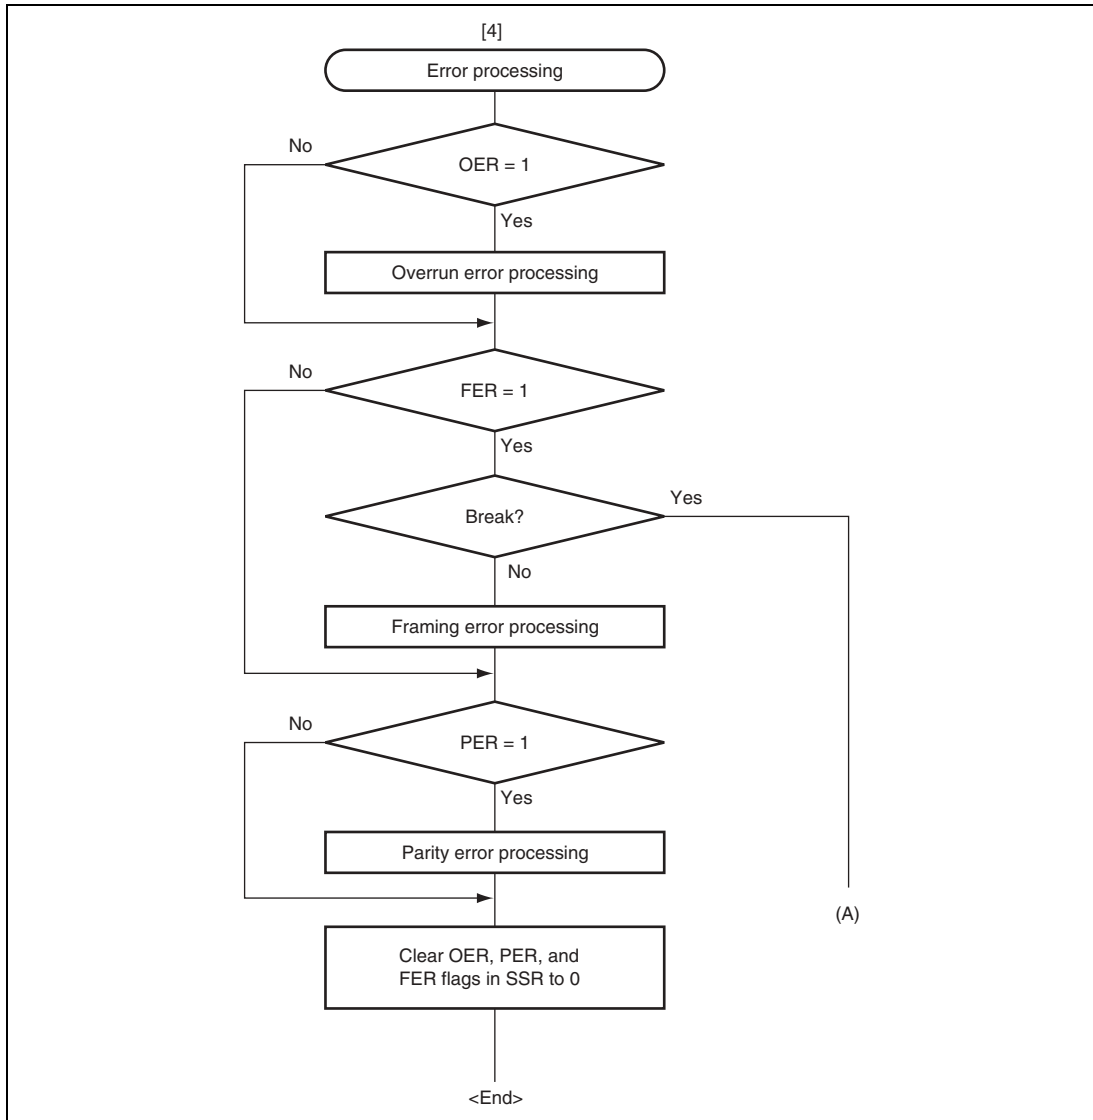 [4]
Error processing
No
OER = 1
Yes
Overrun error processing
No
FER = 1
Yes
Break?
Yes
No
Framing error processing
No
PER = 1
Yes
Parity error processing
(A)
Clear OER, PER, and
FER flags in SSR to 0
<End>